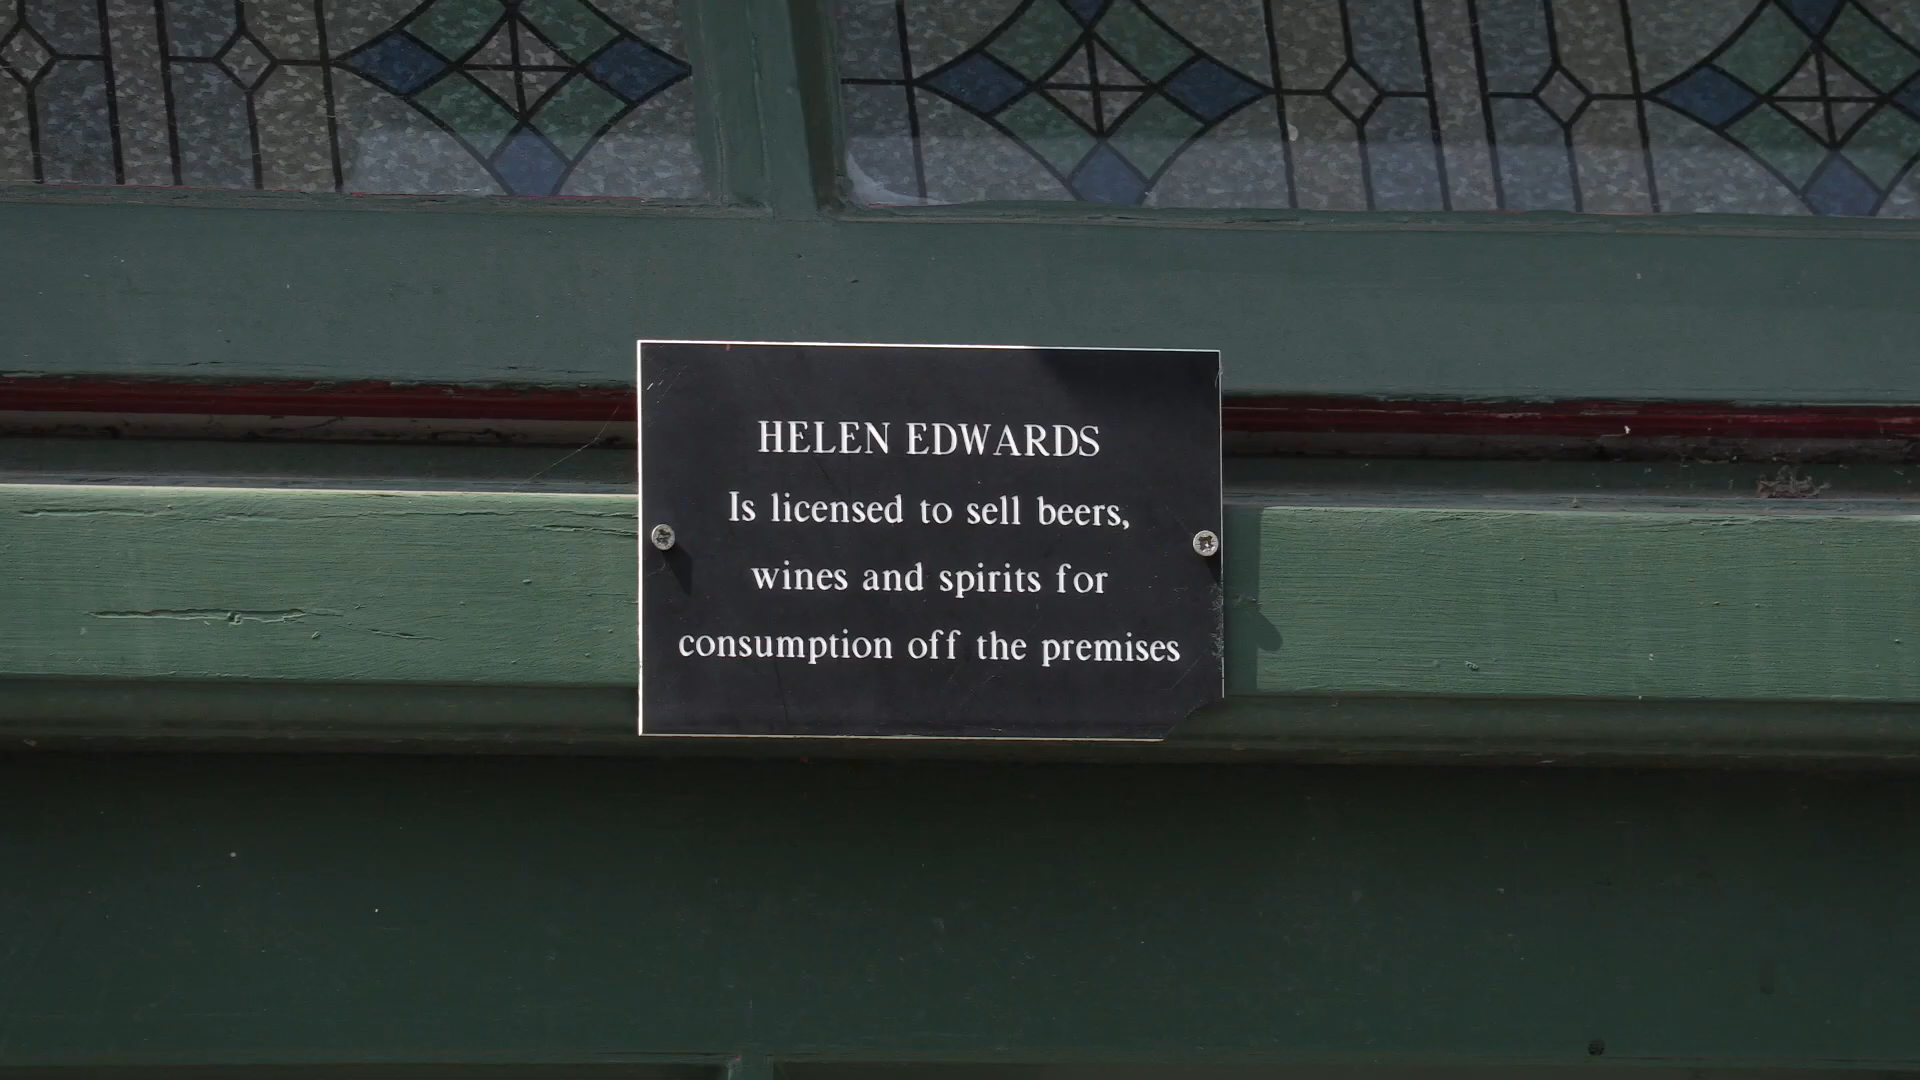 HELEN EDWARDS
Is licensed to sell beers,
wines and spirits for
consumption off the premises